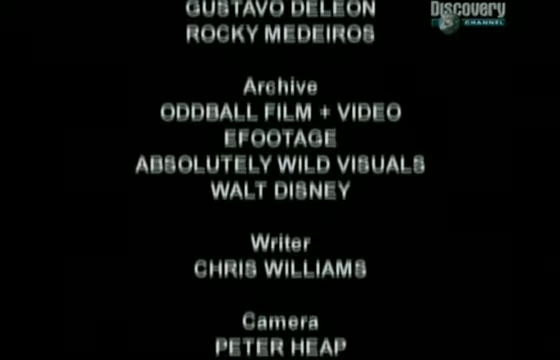 GUSTAVO DELEON
ROCKY MEDEIROS
Discovery
CHANNEL
Archive
ODDBALL FILM + VIDEO
EFOOTAGE
ABSOLUTELY WILD VISUALS
WALT DISNEY
Writer
CHRIS WILLIAMS
Camera
PETER HEAP